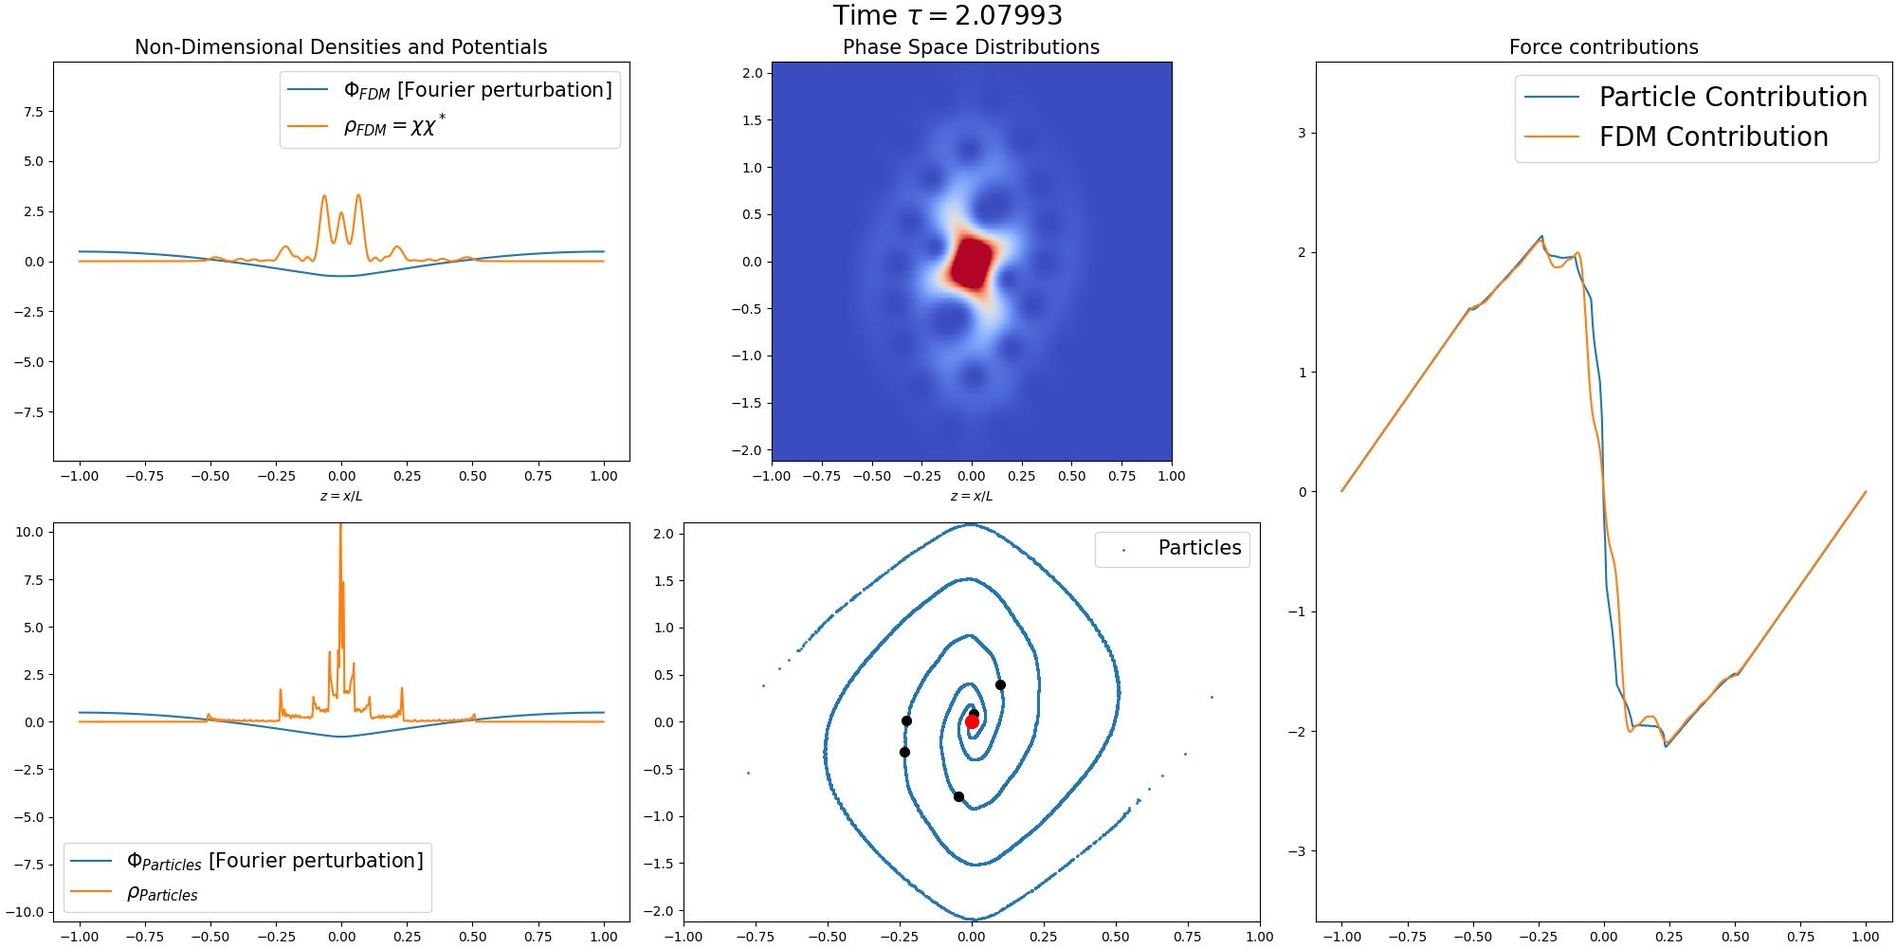 Time τ = 2.07993
Non-Dimensional Densities and Potentials
Φ_FDM [Fourier perturbation]
ρ_FDM = χχ*
7.5
5.0
2.5
0.0
−2.5
−5.0
−7.5
−1.00 −0.75 −0.50 −0.25 0.00 0.25 0.50 0.75 1.00
z = x/L
Phase Space Distributions
2.0
1.5
1.0
0.5
0.0
−0.5
−1.0
−1.5
−2.0
−1.00 −0.75 −0.50 −0.25 0.00 0.25 0.50 0.75 1.00
z = x/L
Force contributions
Particle Contribution
FDM Contribution
3
2
1
0
−1
−2
−3
−1.00 −0.75 −0.50 −0.25 0.00 0.25 0.50 0.75 1.00
10.0
7.5
5.0
2.5
0.0
−2.5
−5.0
−7.5
−10.0
Φ_Particles [Fourier perturbation]
ρ_Particles
−1.00 −0.75 −0.50 −0.25 0.00 0.25 0.50 0.75 1.00
Particles
2.0
1.5
1.0
0.5
0.0
−0.5
−1.0
−1.5
−2.0
−1.00 −0.75 −0.50 −0.25 0.00 0.25 0.50 0.75 1.00